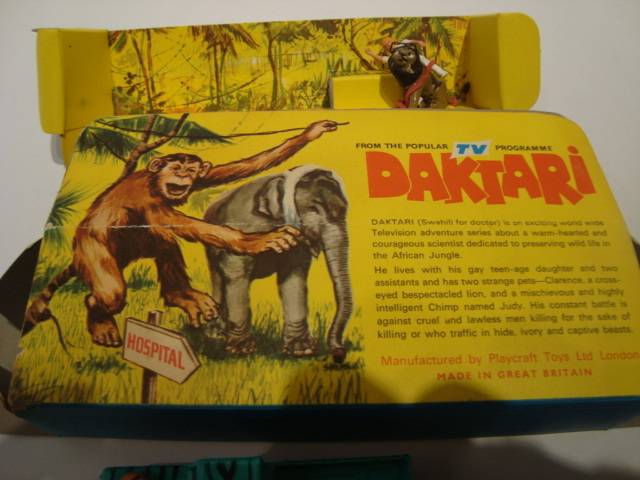 FROM THE POPULAR TV PROGRAMME
DAKTARI
DAKTARI (Swahili for doctor) is an exciting world wide
Television adventure series about a warm-hearted and
courageous scientist dedicated to preserving wild life in
the African Jungle.
He lives with his gay teen-age daughter and two
assistants and has two strange pets—Clarence, a cross-
eyed bespectacled lion, and a mischievous and highly
intelligent Chimp named Judy. His constant battle is
against cruel and lawless men killing for the sake of
killing or who traffic in hide, ivory and captive beasts
Manufactured by Playcraft Toys Ltd London
MADE IN GREAT BRITAIN
HOSPITAL